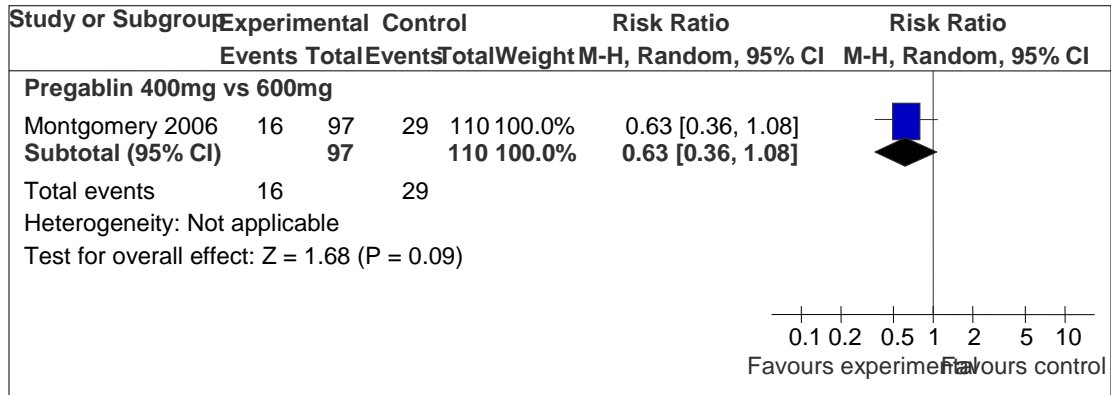 Study or Subgroup Experimental Control Risk Ratio Risk Ratio
Events Total Events Total Weight M-H, Random, 95% CI M-H, Random, 95% CI
Pregablin 400mg vs 600mg
Montgomery 2006 16 97 29 110 100.0% 0.63 [0.36, 1.08]
Subtotal (95% CI) 97 110 100.0% 0.63 [0.36, 1.08]
Total events 16 29
Heterogeneity: Not applicable
Test for overall effect: Z = 1.68 (P = 0.09)
0.1 0.2 0.5 1 2 5 10
Favours experimental Favours control